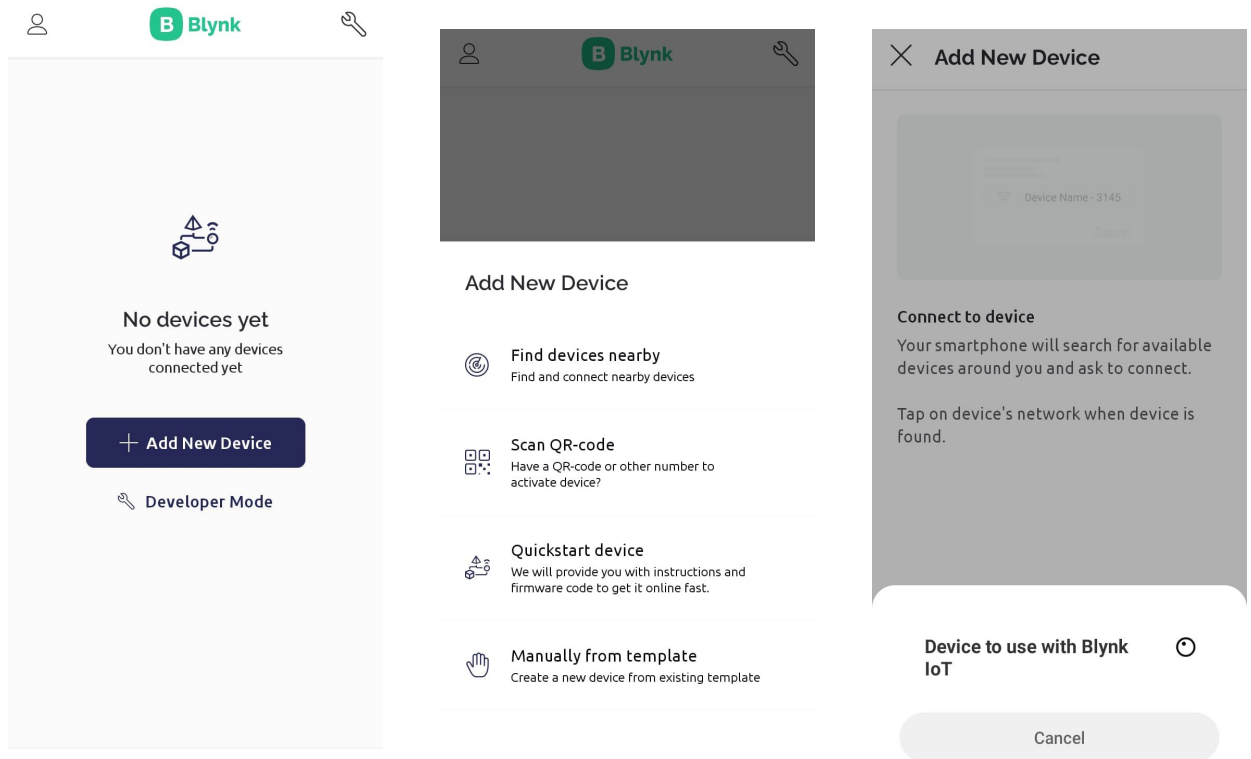 B Blynk
No devices yet
You don't have any devices
connected yet
Add New Device
Developer Mode
B Blynk
Add New Device
Find devices nearby
Find and connect nearby devices
Scan QR-code
Have a QR-code or other number to
activate device?
Quickstart device
We will provide you with instructions and
firmware code to get it online fast.
Manually from template
Create a new device from existing template
Add New Device
Device Name - 3145
Cancel
Connect to device
Your smartphone will search for available
devices around you and ask to connect.
Tap on device's network when device is
found.
Device to use with Blynk
IoT
Cancel